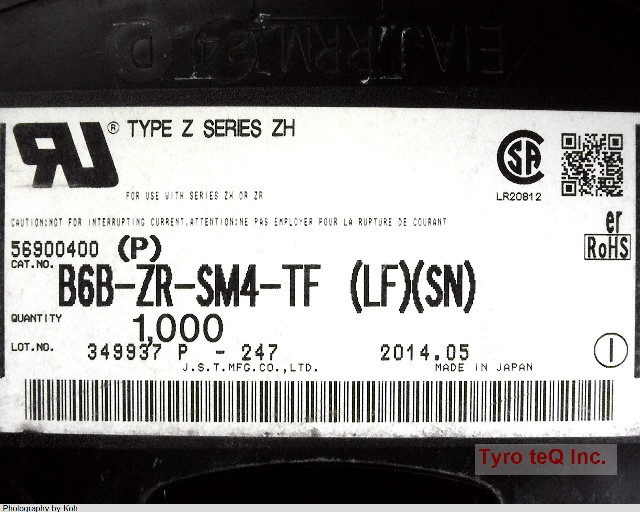 EIAJ RRM 24 D
® TYPE Z SERIES ZH
FOR USE WITH SERIES ZH OR ZR
LR20812
CAUTION:NOT FOR INTERRUPTING CURRENT.ATTENTION:NE PAS EMPLOYER POUR LA RUPTURE DE COURANT
er
RoHS
56900400 (P)
CAT.NO. B6B-ZR-SM4-TF (LF)(SN)
QUANTITY 1,000
LOT.NO. 349937 P - 247 2014.05
J.S.T.MFG.CO.,LTD. MADE IN JAPAN
Tyro teQ Inc.
Photography by Koh